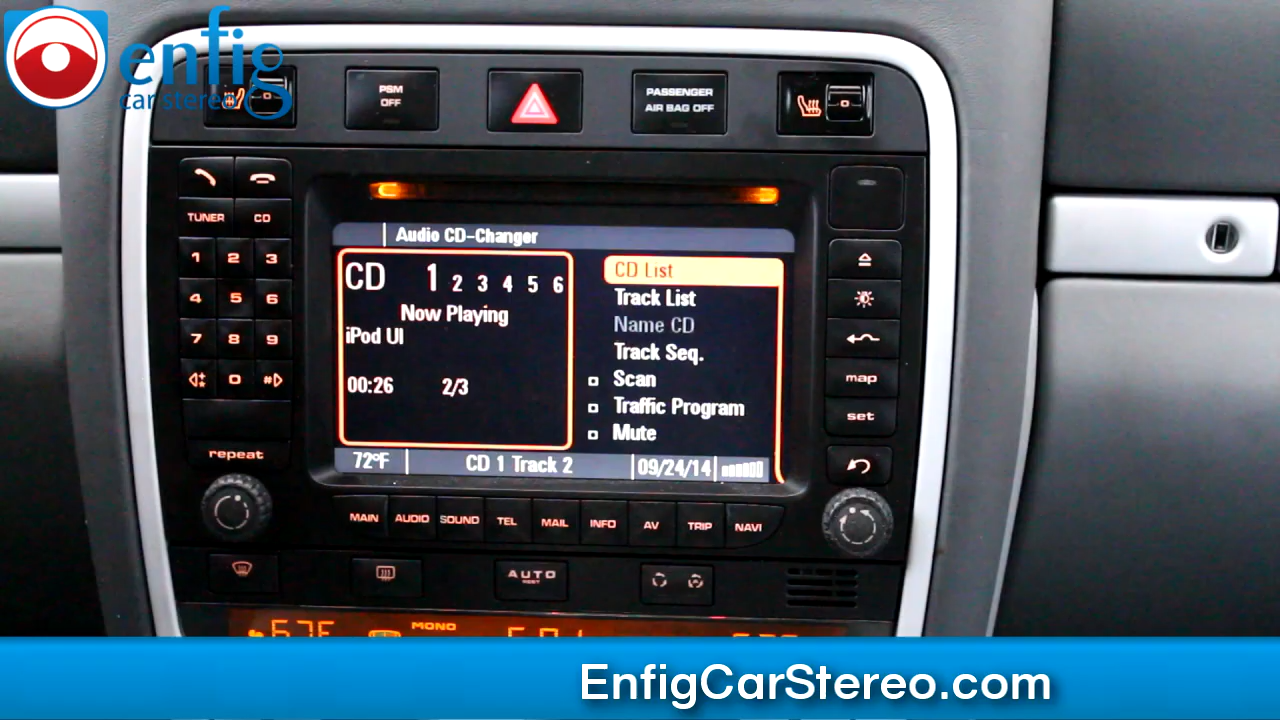 enfig
car stereo
PSM
OFF
PASSENGER
AIR BAG OFF
TUNER
CD
1
2
3
4
5
6
7
8
9
0
#
repeat
Audio CD-Changer
CD 1 2 3 4 5 6
Now Playing
iPod UI
00:26 2/3
CD List
Track List
Name CD
Track Seq.
Scan
Traffic Program
Mute
72°F
CD 1 Track 2
09/24/14
map
set
MAIN
AUDIO
SOUND
TEL
MAIL
INFO
AV
TRIP
NAVI
AUTO
REST
MONO
EnfigCarStereo.com